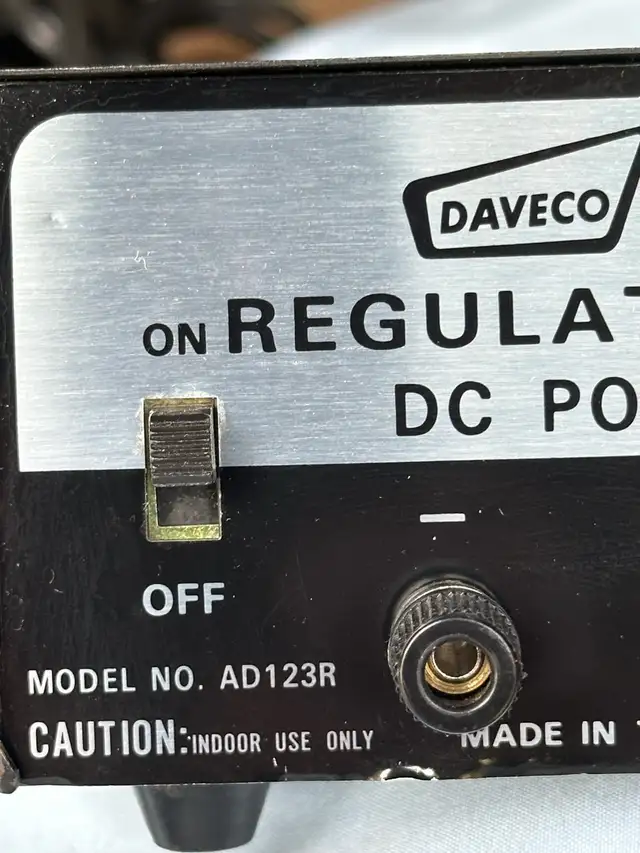 DAVECO
ON REGULAT
DC PO
—
OFF
MODEL NO. AD123R
CAUTION: INDOOR USE ONLY
MADE IN